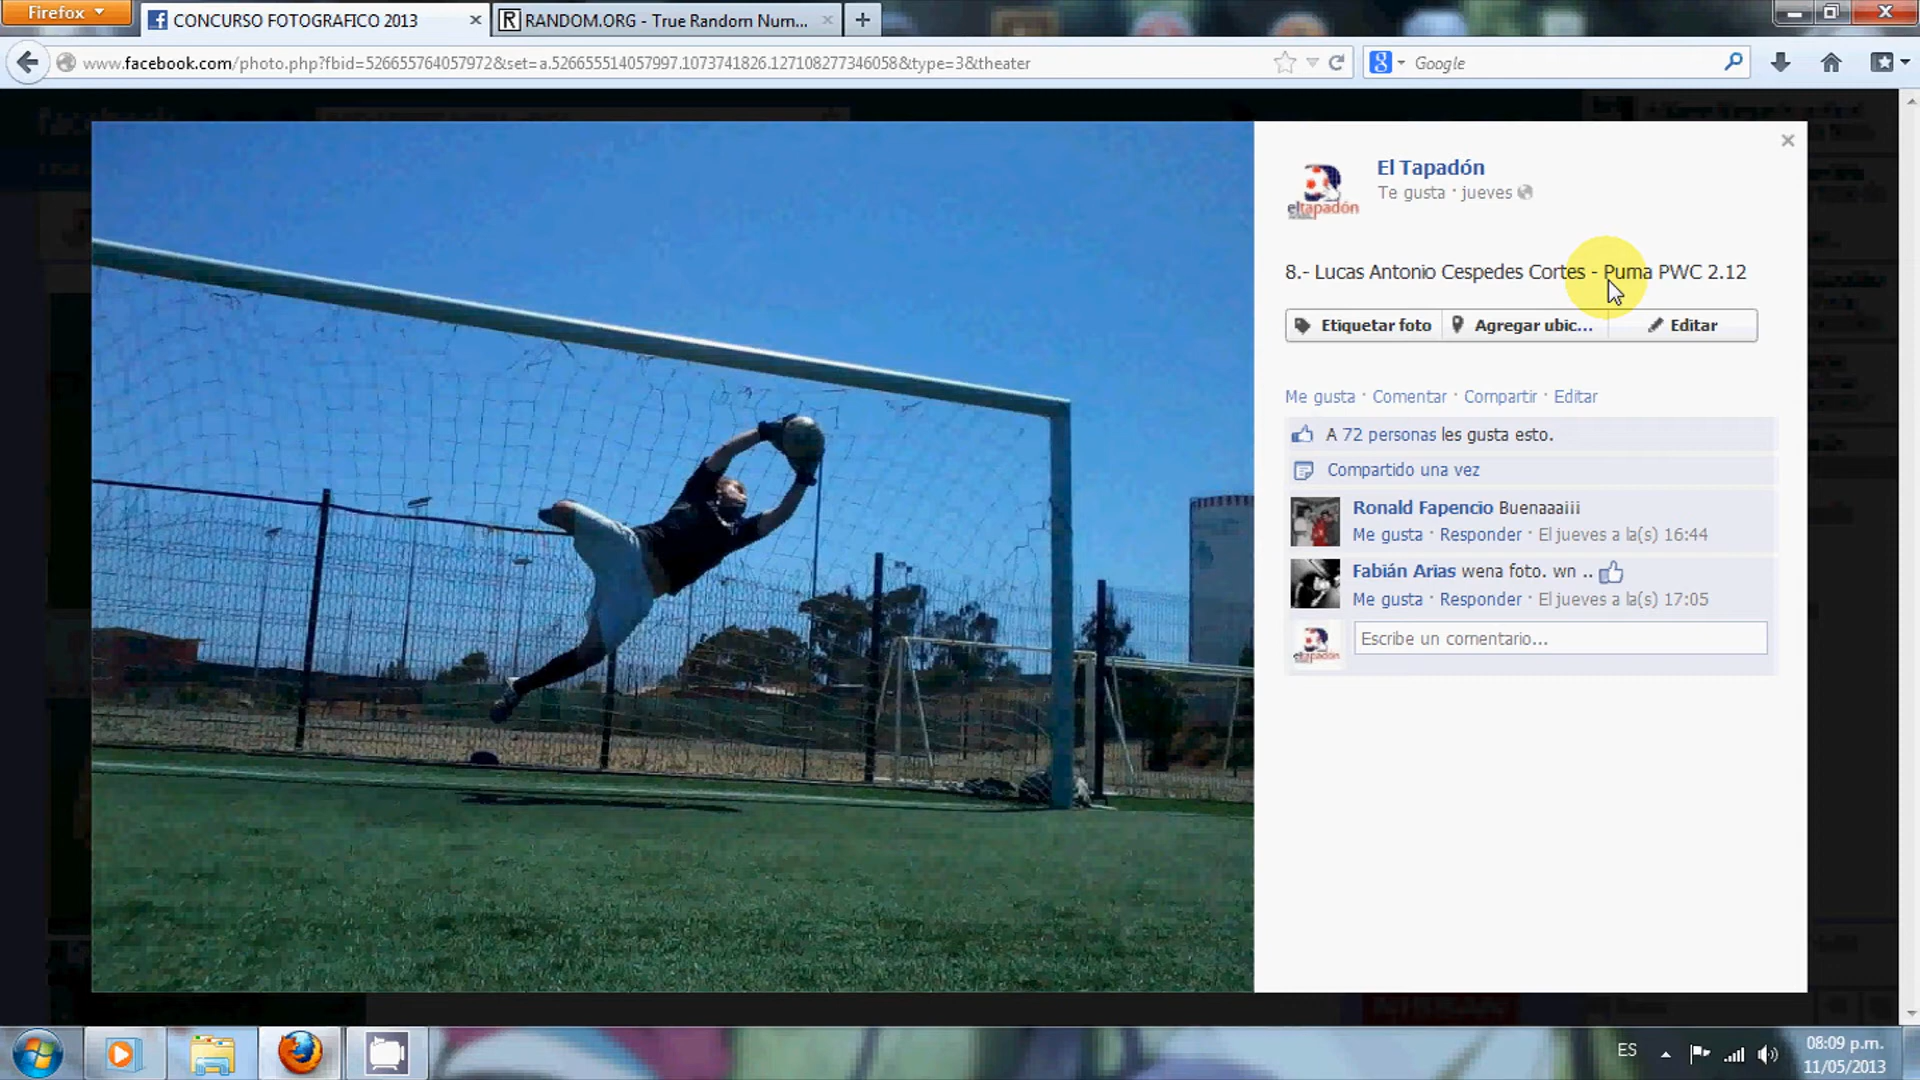 Firefox
CONCURSO FOTOGRAFICO 2013
RANDOM.ORG - True Random Num...
www.facebook.com/photo.php?fbid=526655764057972&set=a.526655514057997.1073741826.127108277346058&type=3&theater
Google
El Tapadón
Te gusta · jueves
eltapadón
8.- Lucas Antonio Cespedes Cortes - Puma PWC 2.12
Etiquetar foto
Agregar ubic...
Editar
Me gusta · Comentar · Compartir · Editar
A 72 personas les gusta esto.
Compartido una vez
Ronald Fapencio Buenaaaiii
Me gusta · Responder · El jueves a la(s) 16:44
Fabián Arias wena foto. wn ..
Me gusta · Responder · El jueves a la(s) 17:05
Escribe un comentario...
eltapadón
ES
08:09 p.m.
11/05/2013